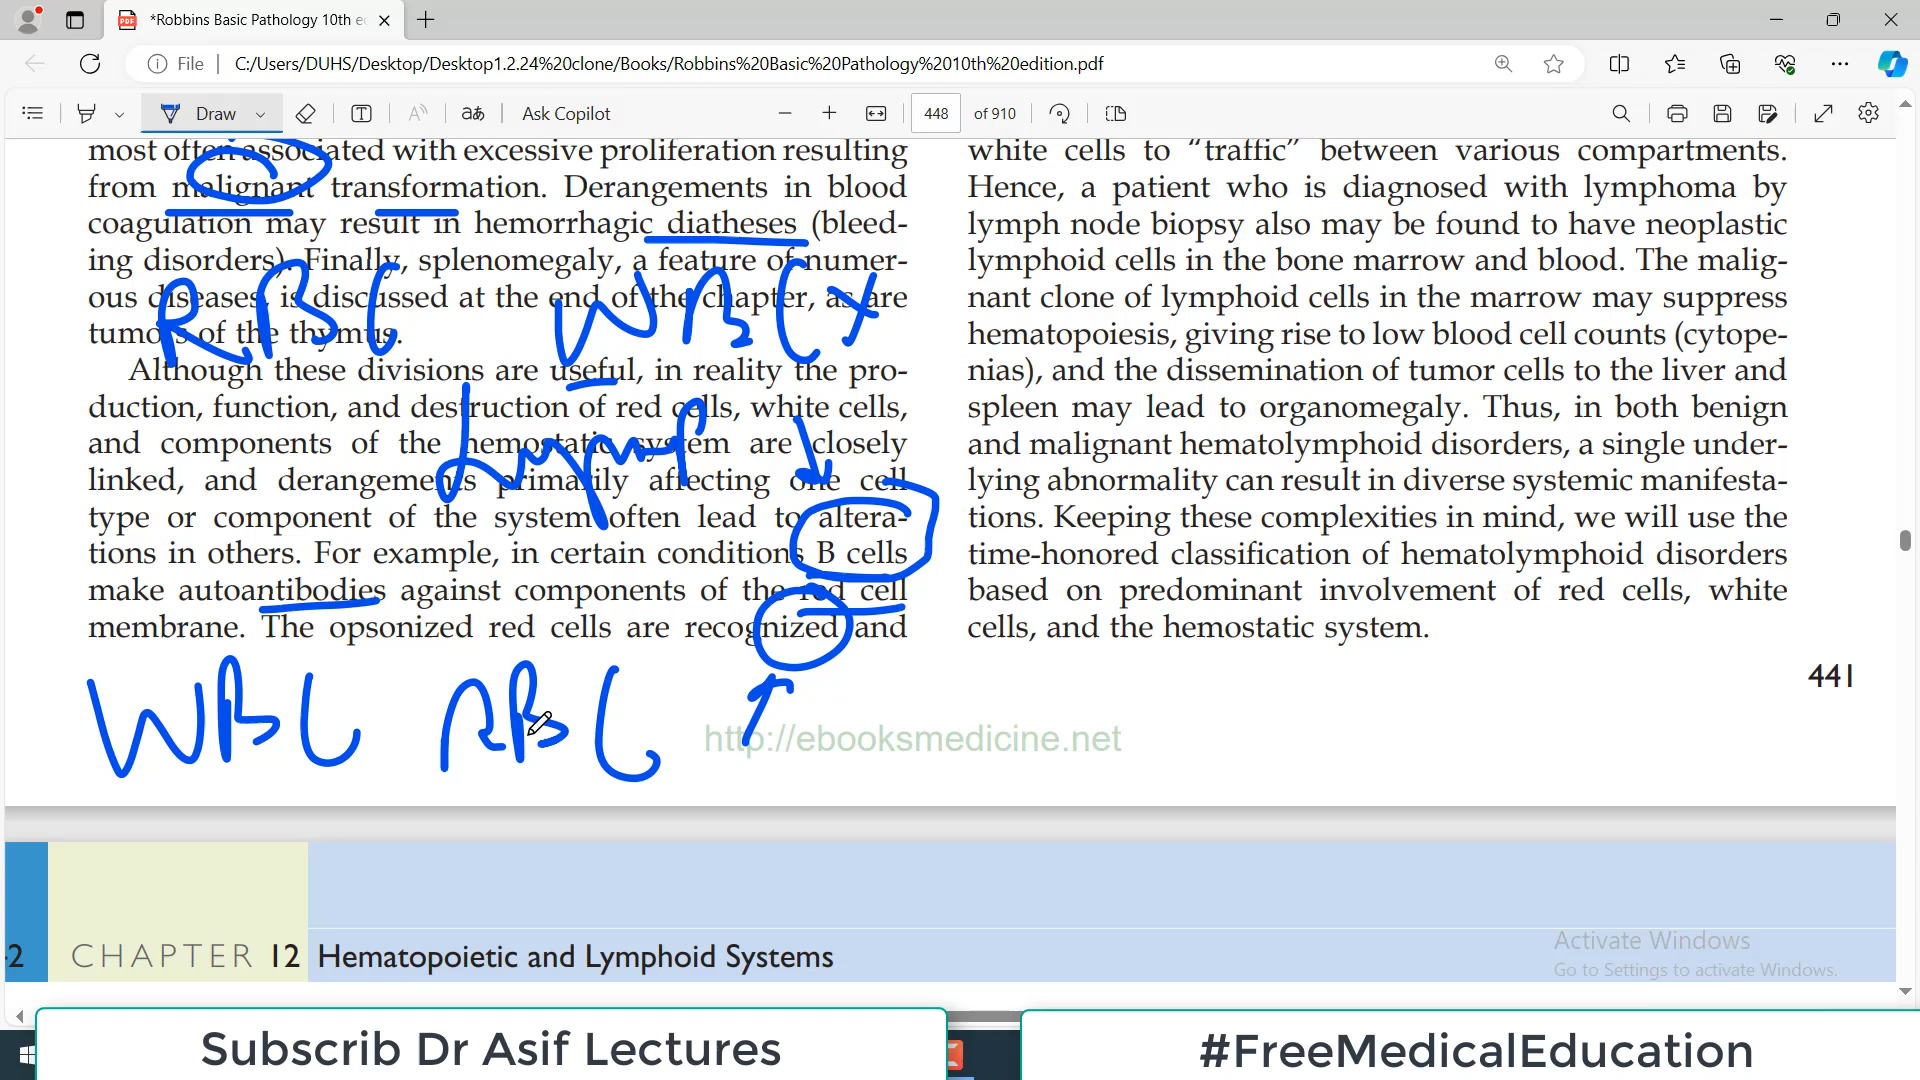 *Robbins Basic Pathology 10th e
File
C:/Users/DUHS/Desktop/Desktop1.2.24%20clone/Books/Robbins%20Basic%20Pathology%2010th%20edition.pdf
Draw
T
aあ
Ask Copilot
448
of 910
most often associated with excessive proliferation resulting
from malignant transformation. Derangements in blood
coagulation may result in hemorrhagic diatheses (bleed-
ing disorders). Finally, splenomegaly, a feature of numer-
ous diseases, is discussed at the end of the chapter, as are
tumors of the thymus.
Although these divisions are useful, in reality the pro-
duction, function, and destruction of red cells, white cells,
and components of the hemostatic system are closely
linked, and derangements primarily affecting one cell
type or component of the system often lead to altera-
tions in others. For example, in certain conditions B cells
make autoantibodies against components of the red cell
membrane. The opsonized red cells are recognized and
RBC
WBC
WBC RBC
http://ebooksmedicine.net
white cells to “traffic” between various compartments.
Hence, a patient who is diagnosed with lymphoma by
lymph node biopsy also may be found to have neoplastic
lymphoid cells in the bone marrow and blood. The malig-
nant clone of lymphoid cells in the marrow may suppress
hematopoiesis, giving rise to low blood cell counts (cytope-
nias), and the dissemination of tumor cells to the liver and
spleen may lead to organomegaly. Thus, in both benign
and malignant hematolymphoid disorders, a single under-
lying abnormality can result in diverse systemic manifesta-
tions. Keeping these complexities in mind, we will use the
time-honored classification of hematolymphoid disorders
based on predominant involvement of red cells, white
cells, and the hemostatic system.
441
2 CHAPTER 12 Hematopoietic and Lymphoid Systems
Activate Windows
Go to Settings to activate Windows.
Subscrib Dr Asif Lectures
#FreeMedicalEducation